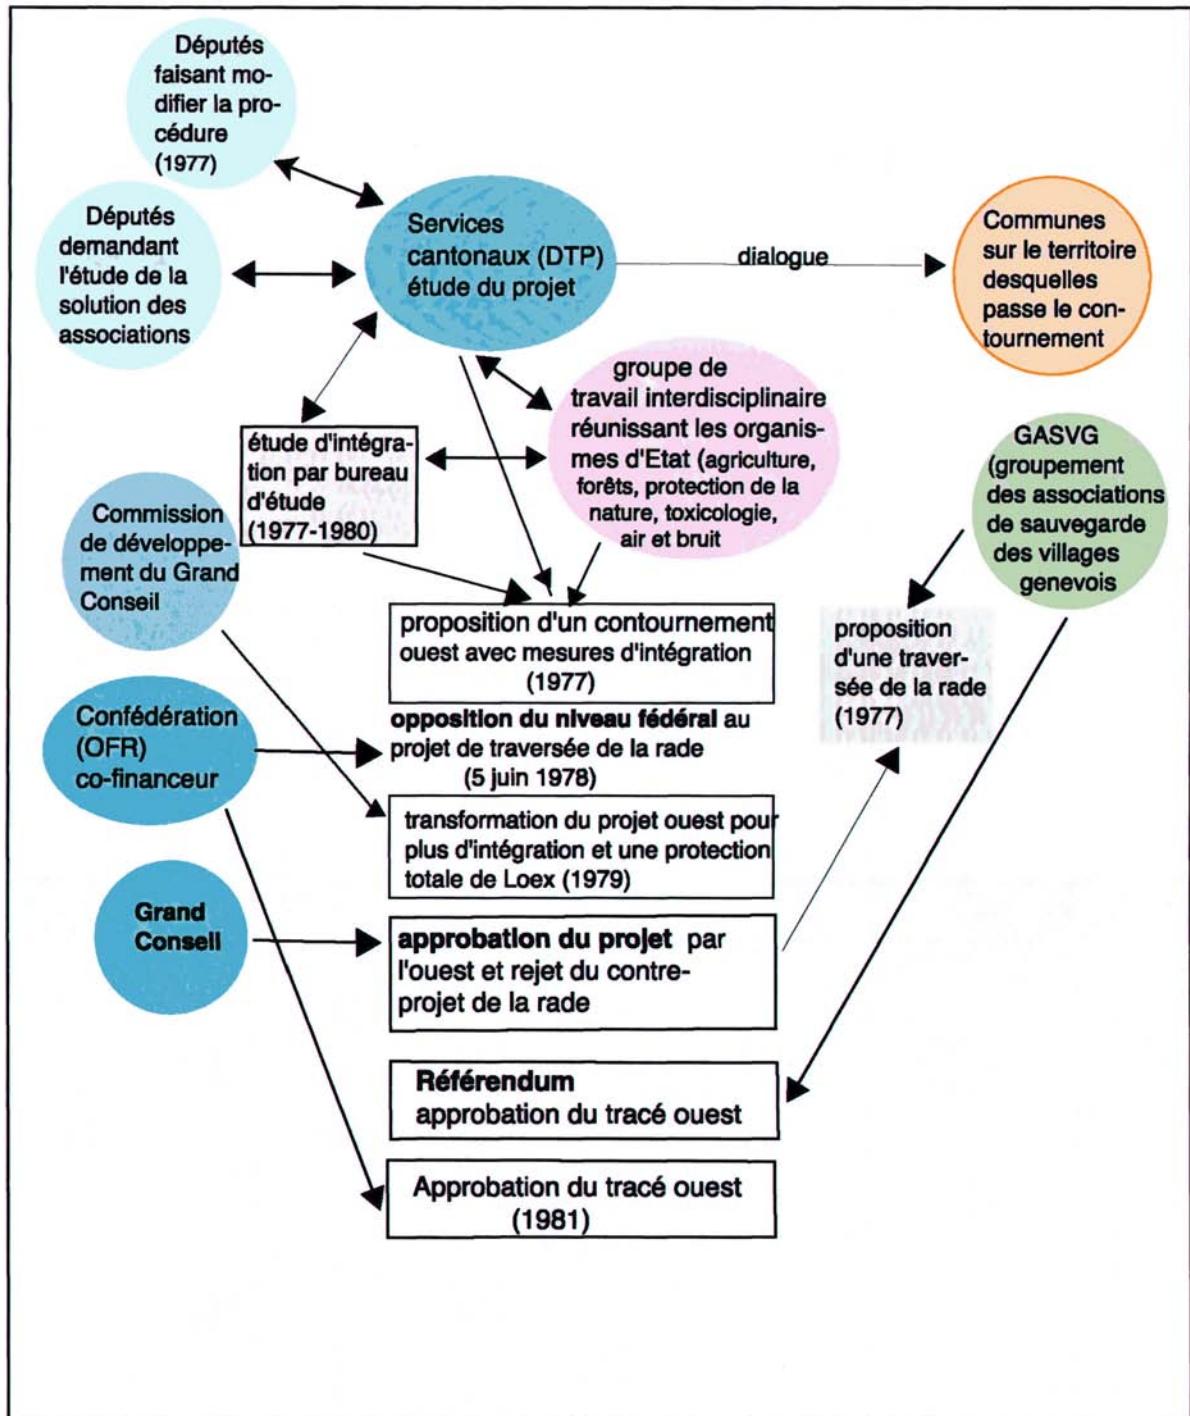 Députés
faisant mo-
difier la pro-
cédure
(1977)
Députés
demandant
l'étude de la
solution des
associations
Services
cantonaux (DTP)
étude du projet
dialogue
Communes
sur le territoire
desquelles
passe le con-
tournement
groupe de
travail interdisciplinaire
réunissant les organis-
mes d'Etat (agriculture,
forêts, protection de la
nature, toxicologie,
air et bruit
étude d'intégra-
tion par bureau
d'étude
(1977-1980)
GASVG
(groupement
des associations
de sauvegarde
des villages
genevois
Commission
de développe-
ment du Grand
Conseil
proposition d'un contournement
ouest avec mesures d'intégration
(1977)
proposition
d'une traver-
sée de la rade
(1977)
Confédération
(OFR)
co-financeur
opposition du niveau fédéral au
projet de traversée de la rade
(5 juin 1978)
transformation du projet ouest pour
plus d'intégration et une protection
totale de Loex (1979)
Grand
Conseil
approbation du projet par
l'ouest et rejet du contre-
projet de la rade
Référendum
approbation du tracé ouest
Approbation du tracé ouest
(1981)